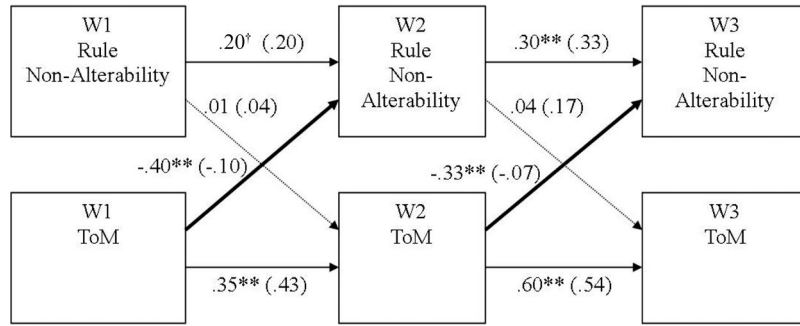 W1
Rule
Non-Alterability
.20† (.20)
W2
Rule
Non-
Alterability
.30** (.33)
W3
Rule
Non-
Alterability
.01 (.04)
.04 (.17)
-.40** (-.10)
-.33** (-.07)
W1
ToM
W2
ToM
W3
ToM
.35** (.43)
.60** (.54)